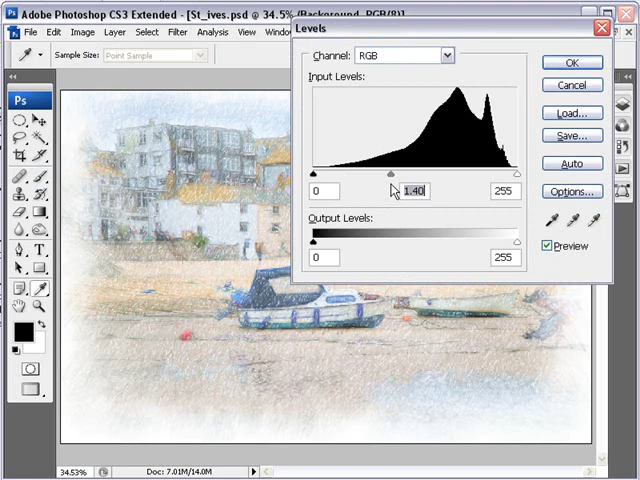 Adobe Photoshop CS3 Extended - [St_ives.psd @ 34.5% (Background, RGB/8)]
File Edit Image Layer Select Filter Analysis
Sample Size: Point Sample
Ps
Levels
Channel: RGB
Input Levels:
0 1.40 255
Output Levels:
0 255
OK
Cancel
Load...
Save...
Auto
Options...
Preview
34.53% Doc: 7.01M/14.0M